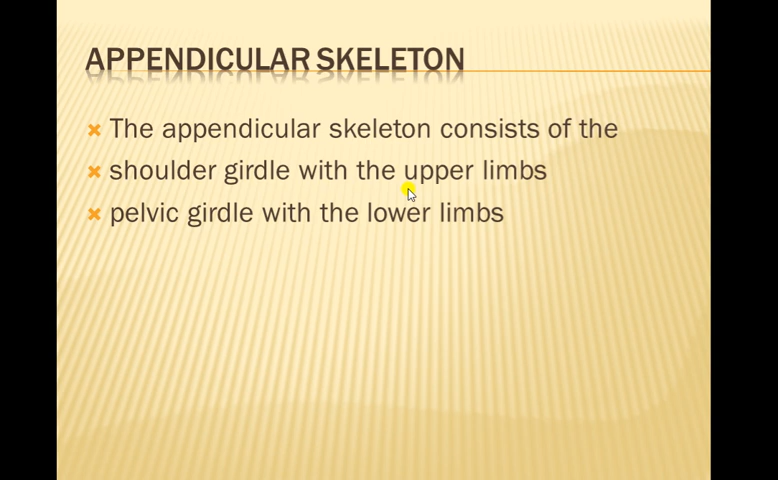 APPENDICULAR SKELETON
The appendicular skeleton consists of the
shoulder girdle with the upper limbs
pelvic girdle with the lower limbs